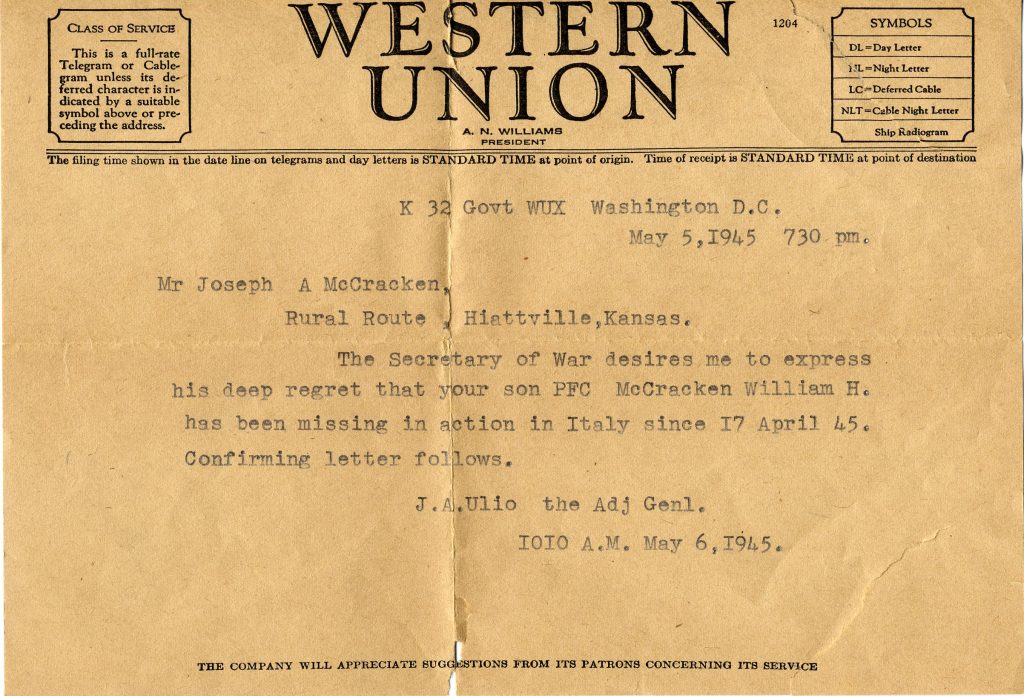 CLASS OF SERVICE
This is a full-rate
Telegram or Cable-
gram unless its de-
ferred character is in-
dicated by a suitable
symbol above or pre-
ceding the address.
WESTERN
UNION
A. N. WILLIAMS
PRESIDENT
1204
SYMBOLS
DL=Day Letter
NL=Night Letter
LC=Deferred Cable
NLT=Cable Night Letter
Ship Radiogram
The filing time shown in the date line on telegrams and day letters is STANDARD TIME at point of origin. Time of receipt is STANDARD TIME at point of destination
K 32 Govt WUX Washington D.C.
May 5,1945 730 pm.
Mr Joseph A McCracken,
Rural Route , Hiattville,Kansas.
The Secretary of War desires me to express
his deep regret that your son PFC McCracken William H.
has been missing in action in Italy since I7 April 45.
Confirming letter follows.
J.A.Ulio the Adj Genl.
IOIO A.M. May 6,1945.
THE COMPANY WILL APPRECIATE SUGGESTIONS FROM ITS PATRONS CONCERNING ITS SERVICE